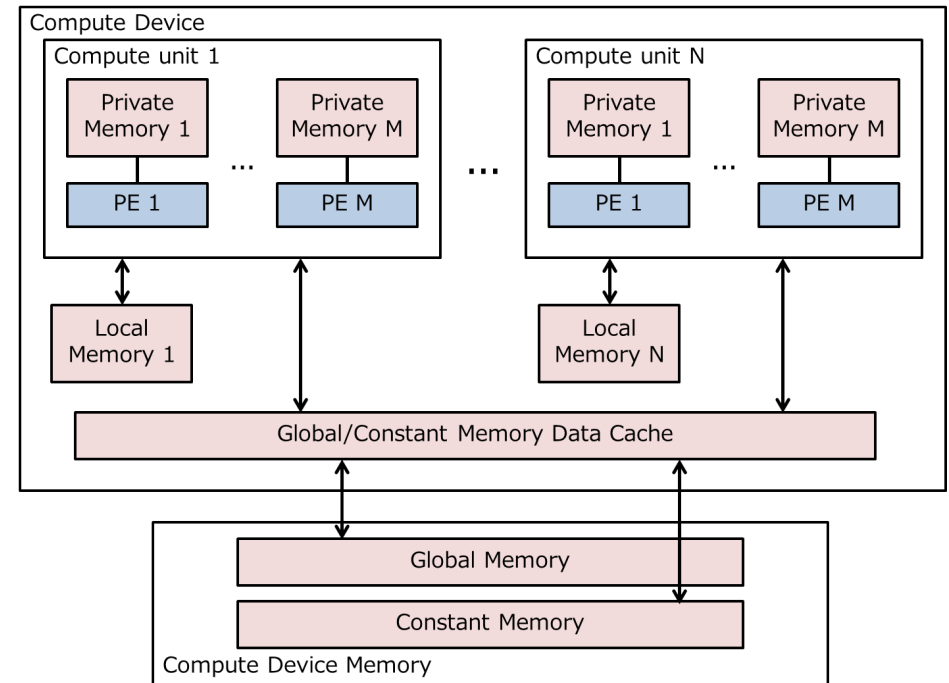 Compute Device
Compute unit 1
Private
Memory 1
Private
Memory M
...
PE 1
PE M
...
Compute unit N
Private
Memory 1
Private
Memory M
...
PE 1
PE M
Local
Memory 1
Local
Memory N
Global/Constant Memory Data Cache
Global Memory
Constant Memory
Compute Device Memory